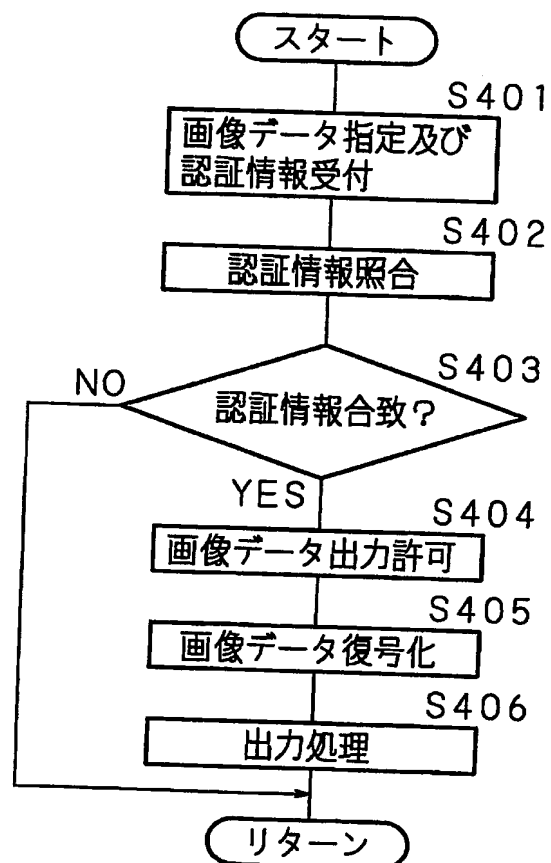 スタート
S401
画像データ指定及び
認証情報受付
S402
認証情報照合
S403
NO
認証情報合致?
YES
S404
画像データ出力許可
S405
画像データ復号化
S406
出力処理
リターン